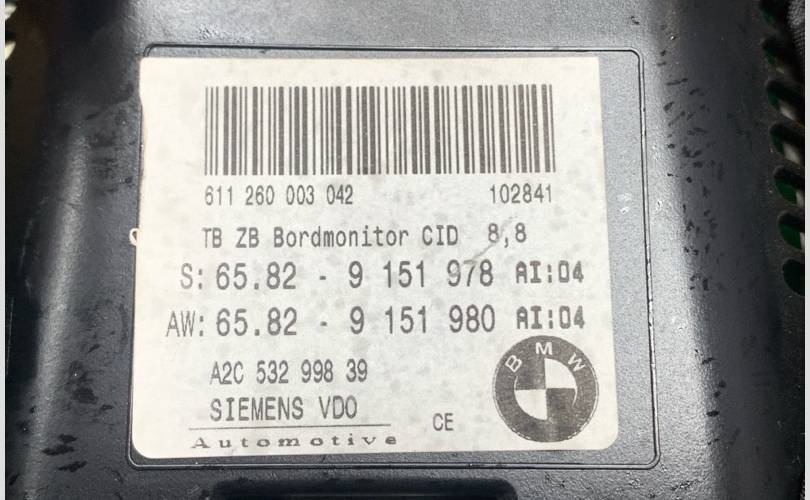 611 260 003 042 102841
TB ZB Bordmonitor CID 8,8
S: 65.82 - 9 151 978 AI:04
AW: 65.82 - 9 151 980 AI:04
A2C 532 998 39
BMW
SIEMENS VDO
CE
Automotive